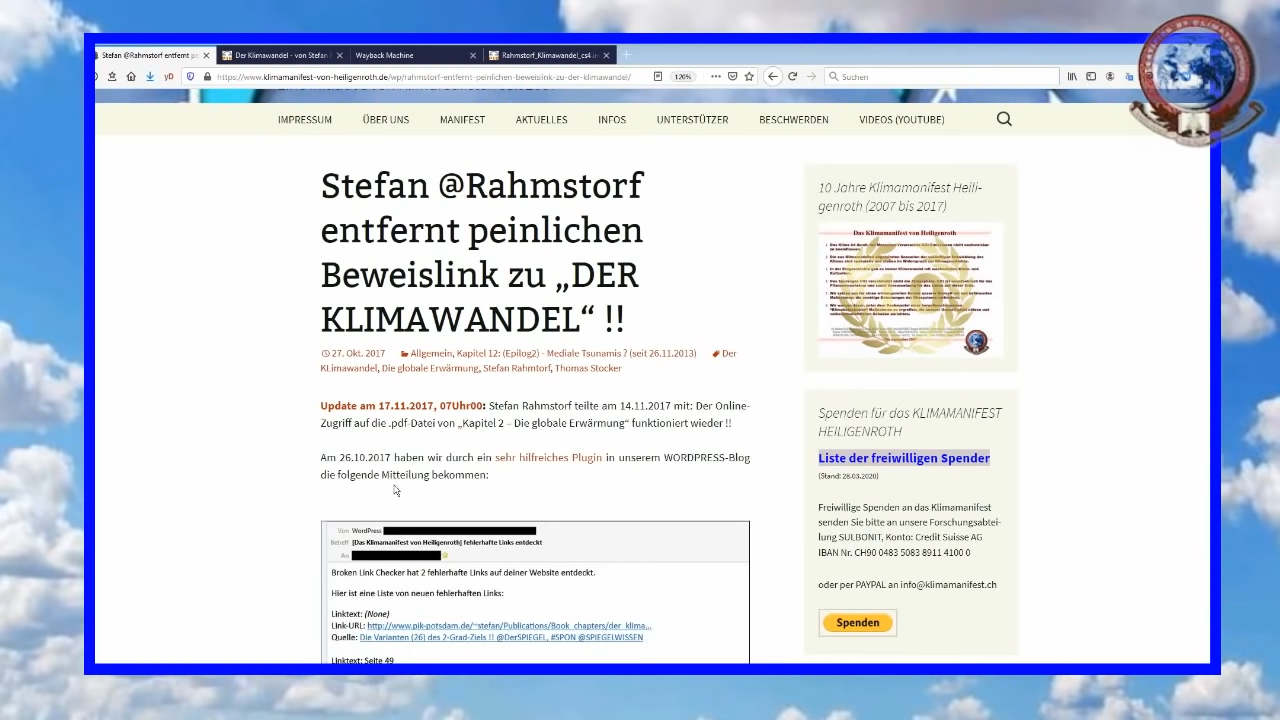 Stefan @Rahmstorf entfernt pe
Der Klimawandel - von Stefan
Wayback Machine
Rahmstorf_Klimawandel_cs4.in
https://www.klimamanifest-von-heiligenroth.de/wp/rahmstorf-entfernt-peinlichen-beweislink-zu-der-klimawandel/
120%
Suchen
IMPRESSUM ÜBER UNS MANIFEST AKTUELLES INFOS UNTERSTÜTZER BESCHWERDEN VIDEOS (YOUTUBE)
Stefan @Rahmstorf
entfernt peinlichen
Beweislink zu „DER
KLIMAWANDEL“ !!
27. Okt. 2017 Allgemein, Kapitel 12: (Epilog2) - Mediale Tsunamis ? (seit 26.11.2013) Der
KLimawandel, Die globale Erwärmung, Stefan Rahmtorf, Thomas Stocker
Update am 17.11.2017, 07Uhr00: Stefan Rahmstorf teilte am 14.11.2017 mit: Der Online-
Zugriff auf die .pdf-Datei von „Kapitel 2 – Die globale Erwärmung“ funktioniert wieder !!
Am 26.10.2017 haben wir durch ein sehr hilfreiches Plugin in unserem WORDPRESS-Blog
die folgende Mitteilung bekommen:
Von WordPress
Betreff [Das Klimamanifest von Heiligenroth] fehlerhafte Links entdeckt
An
Broken Link Checker hat 2 fehlerhafte Links auf deiner Website entdeckt.
Hier ist eine Liste von neuen fehlerhaften Links:
Linktext: (None)
Link-URL: http://www.pik-potsdam.de/~stefan/Publications/Book_chapters/der_klima...
Quelle: Die Varianten (26) des 2-Grad-Ziels !! @DerSPIEGEL, #SPON @SPIEGELWISSEN
Linktext: Seite 49
10 Jahre Klimamanifest Heili-
genroth (2007 bis 2017)
Das Klimamanifest von Heiligenroth
Spenden für das KLIMAMANIFEST
HEILIGENROTH
Liste der freiwilligen Spender
(Stand: 28.03.2020)
Freiwillige Spenden an das Klimamanifest
senden Sie bitte an unsere Forschungsabtei-
lung SULBONIT, Konto: Credit Suisse AG
IBAN Nr. CH90 0483 5083 8911 4100 0
oder per PAYPAL an info@klimamanifest.ch
Spenden